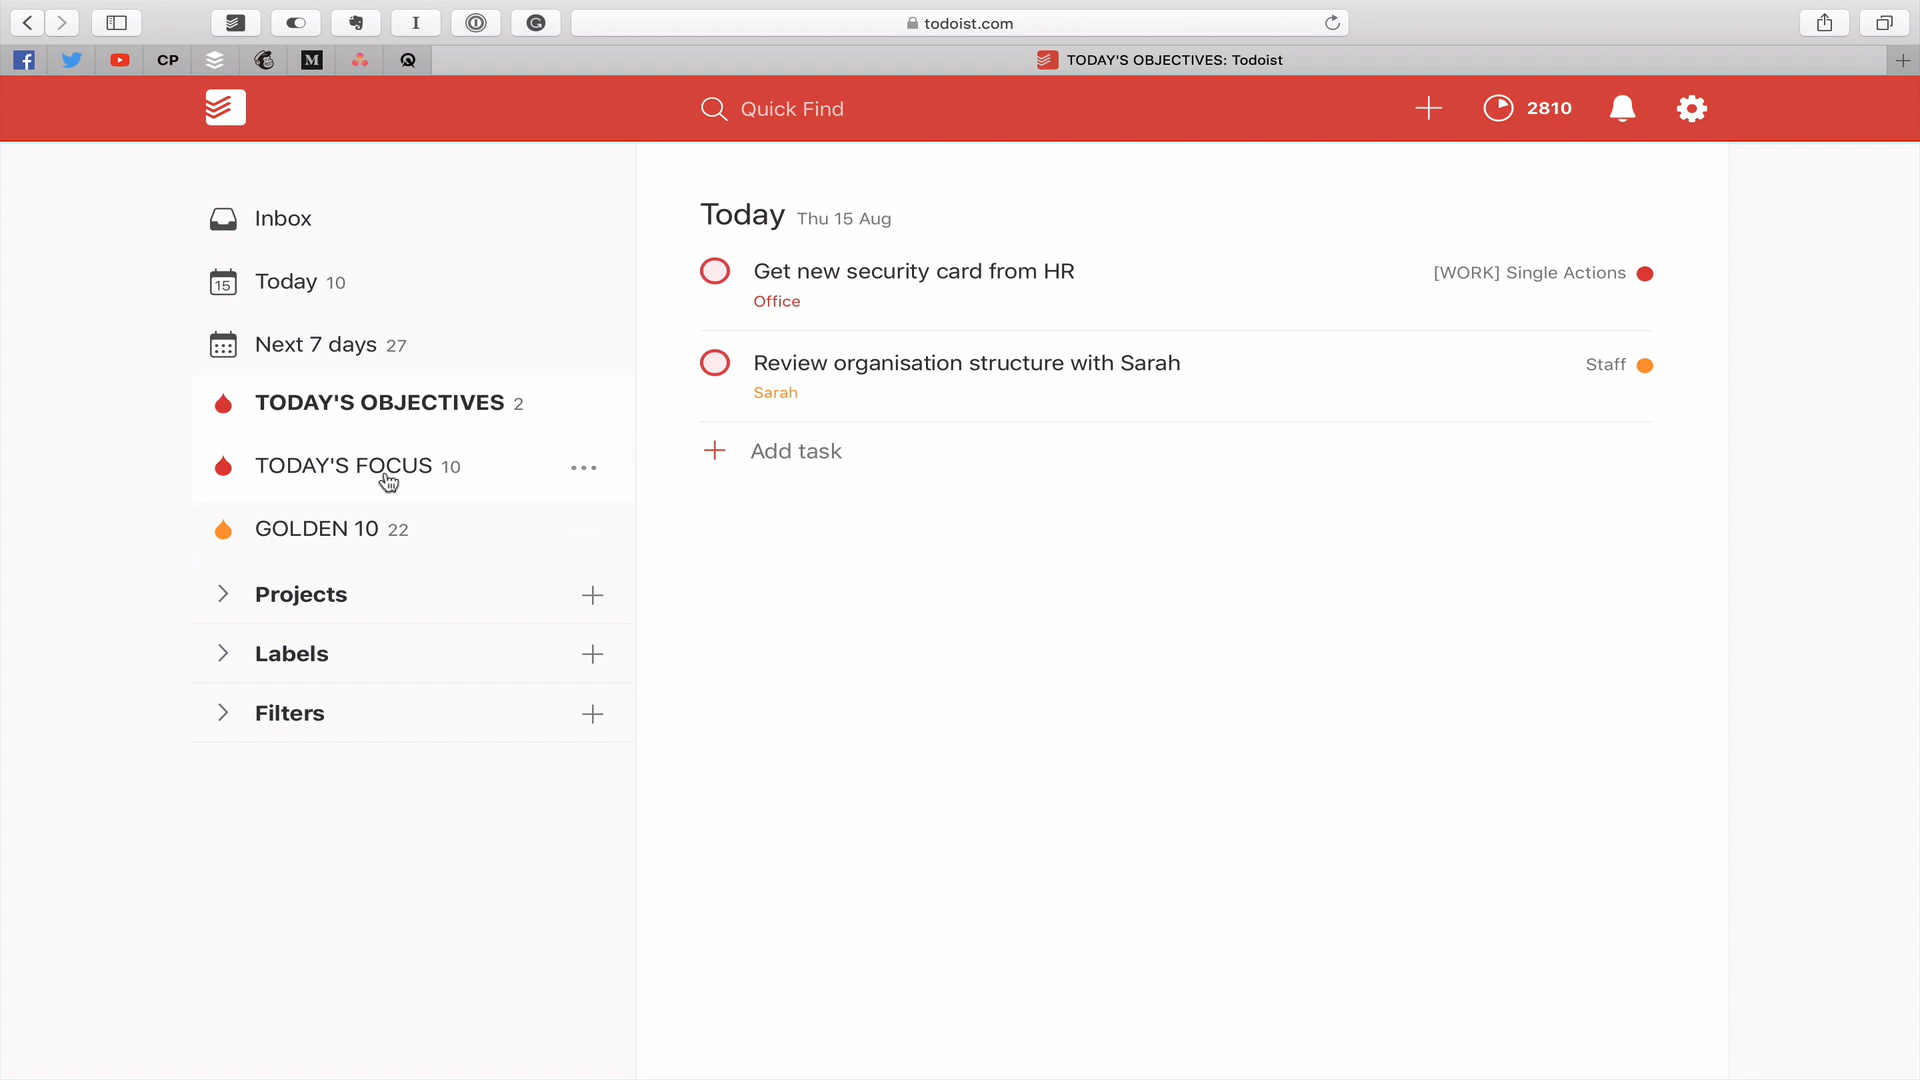 todoist.com
CP
M
TODAY'S OBJECTIVES: Todoist
Quick Find
2810
Inbox
15 Today 10
Next 7 days 27
TODAY'S OBJECTIVES 2
TODAY'S FOCUS 10
GOLDEN 10 22
Projects
Labels
Filters
Today Thu 15 Aug
Get new security card from HR
[WORK] Single Actions
Office
Review organisation structure with Sarah
Staff
Sarah
Add task